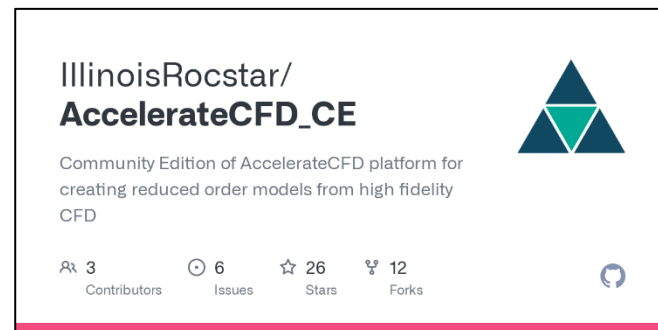 IllinoisRocstar/
AccelerateCFD_CE
Community Edition of AccelerateCFD platform for
creating reduced order models from high fidelity
CFD
3 6 26 12
Contributors Issues Stars Forks